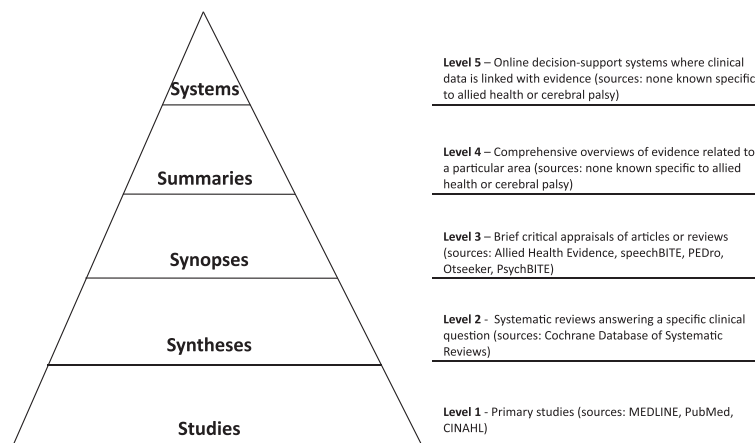 Systems
Level 5 – Online decision-support systems where clinical
data is linked with evidence (sources: none known specific
to allied health or cerebral palsy)
Summaries
Level 4 – Comprehensive overviews of evidence related to
a particular area (sources: none known specific to allied
health or cerebral palsy)
Synopses
Level 3 – Brief critical appraisals of articles or reviews
(sources: Allied Health Evidence, speechBITE, PEDro,
Otseeker, PsychBITE)
Syntheses
Level 2 - Systematic reviews answering a specific clinical
question (sources: Cochrane Database of Systematic
Reviews)
Studies
Level 1 - Primary studies (sources: MEDLINE, PubMed,
CINAHL)